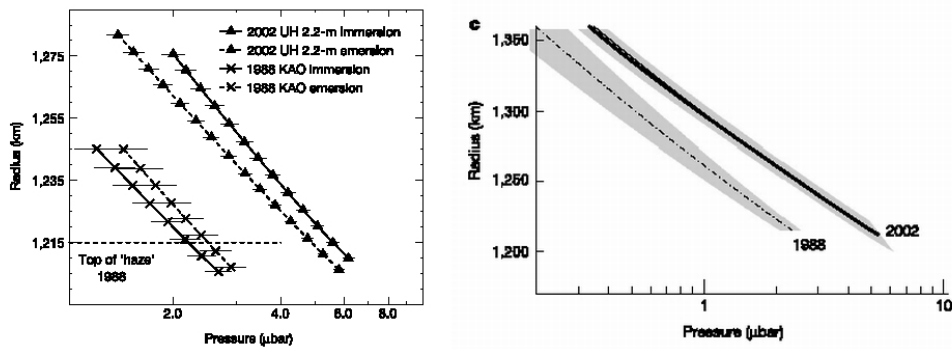 2002 UH 2.2-m immersion
2002 UH 2.2-m emersion
1988 KAO immersion
1988 KAO emersion
1,275
1,255
1,235
1,215
Radius (km)
Top of 'haze'
1988
2.0
4.0
6.0
8.0
Pressure (μbar)
c
1,350
1,300
1,250
1,200
Radius (km)
1988
2002
1
10
Pressure (μbar)